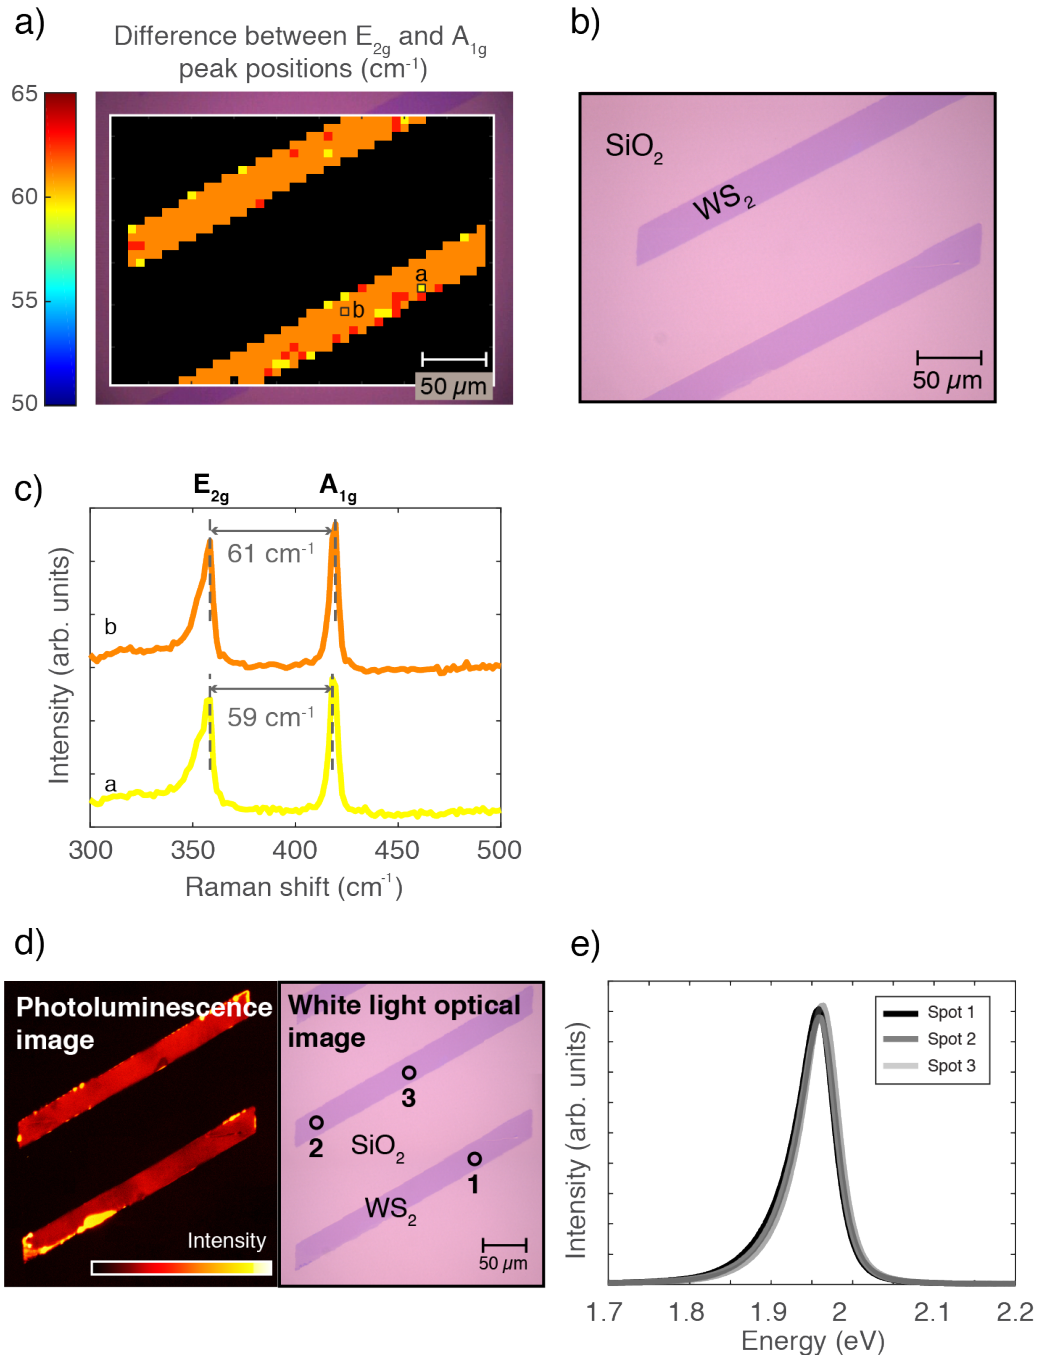 a)
Difference between E2g and A1g
peak positions (cm-1)
65
60
55
50
a
b
50 µm
b)
SiO2
WS2
50 µm
c)
E2g
A1g
61 cm-1
b
59 cm-1
a
Intensity (arb. units)
300
350
400
450
500
Raman shift (cm-1)
d)
Photoluminescence
image
Intensity
White light optical
image
3
2
SiO2
1
WS2
50 µm
e)
Spot 1
Spot 2
Spot 3
Intensity (arb. units)
1.7
1.8
1.9
2
2.1
2.2
Energy (eV)